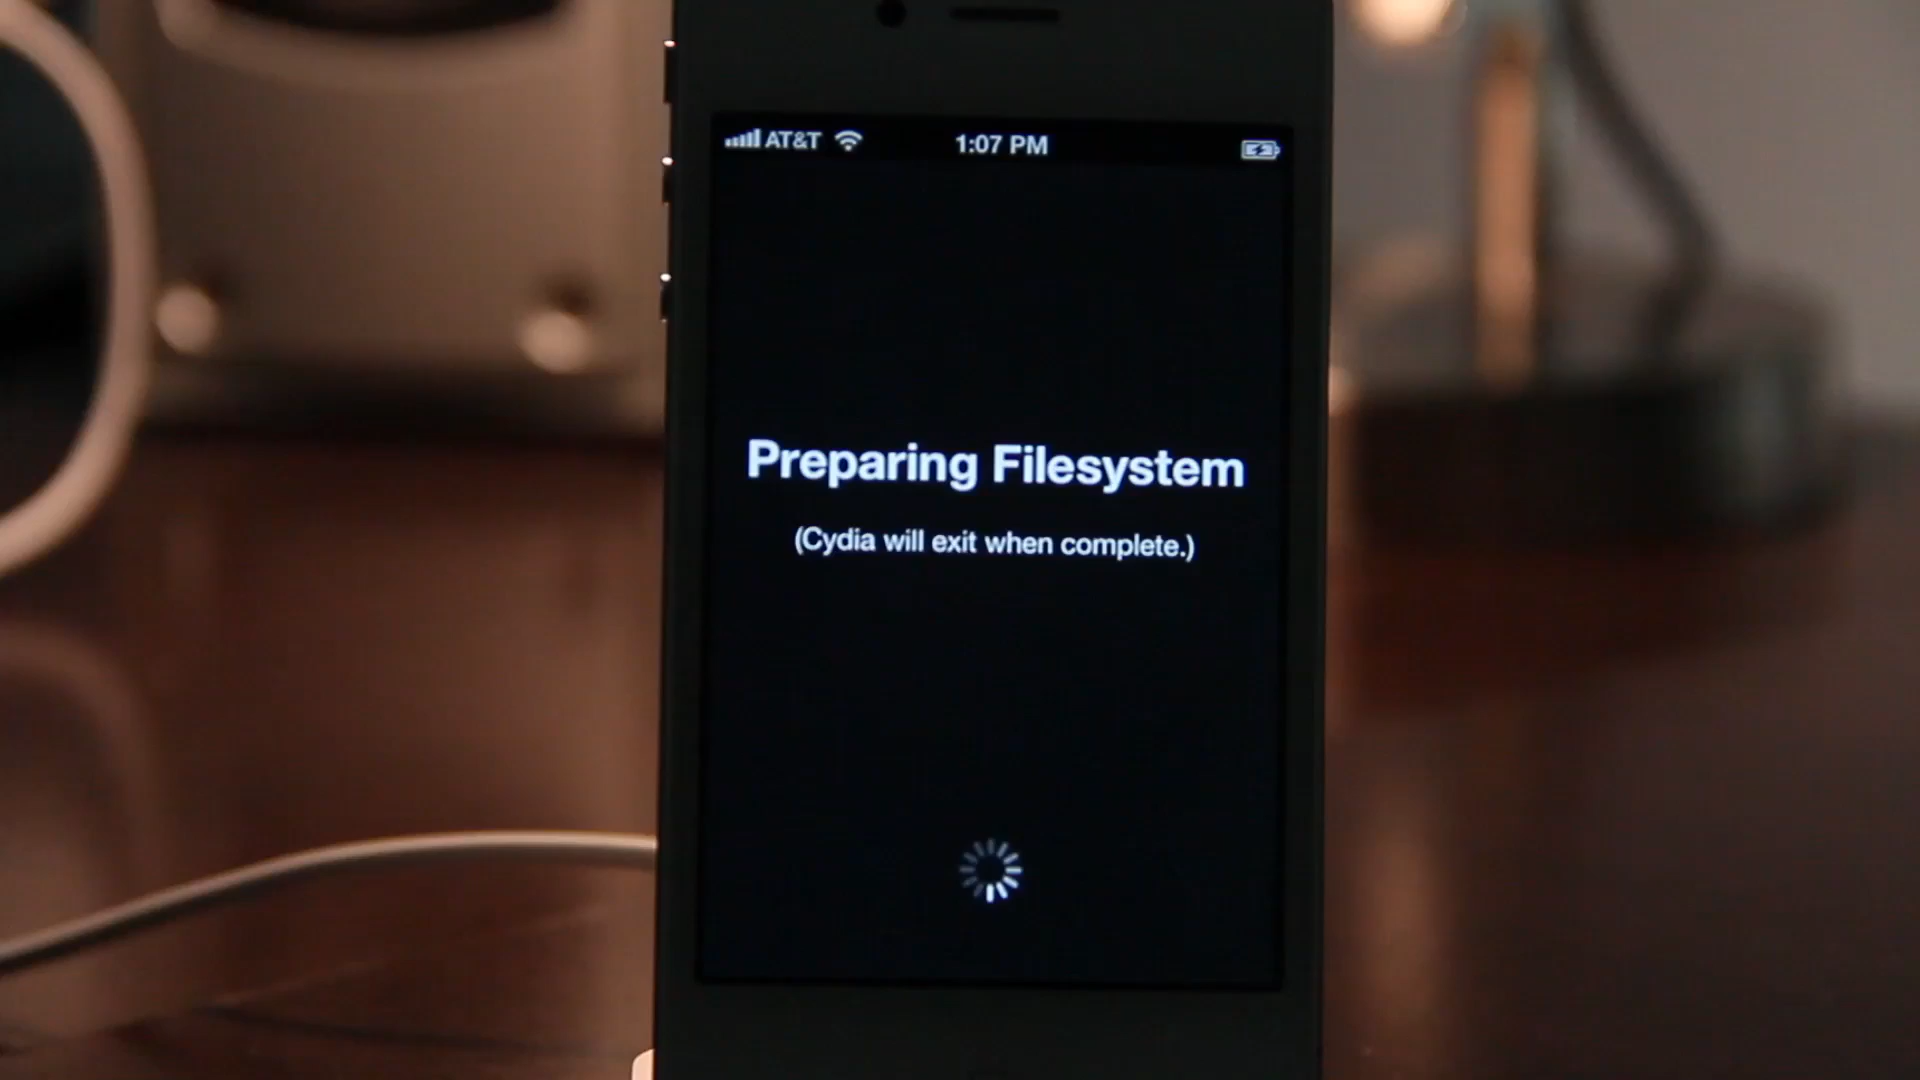 AT&T 1:07 PM
Preparing Filesystem
(Cydia will exit when complete.)